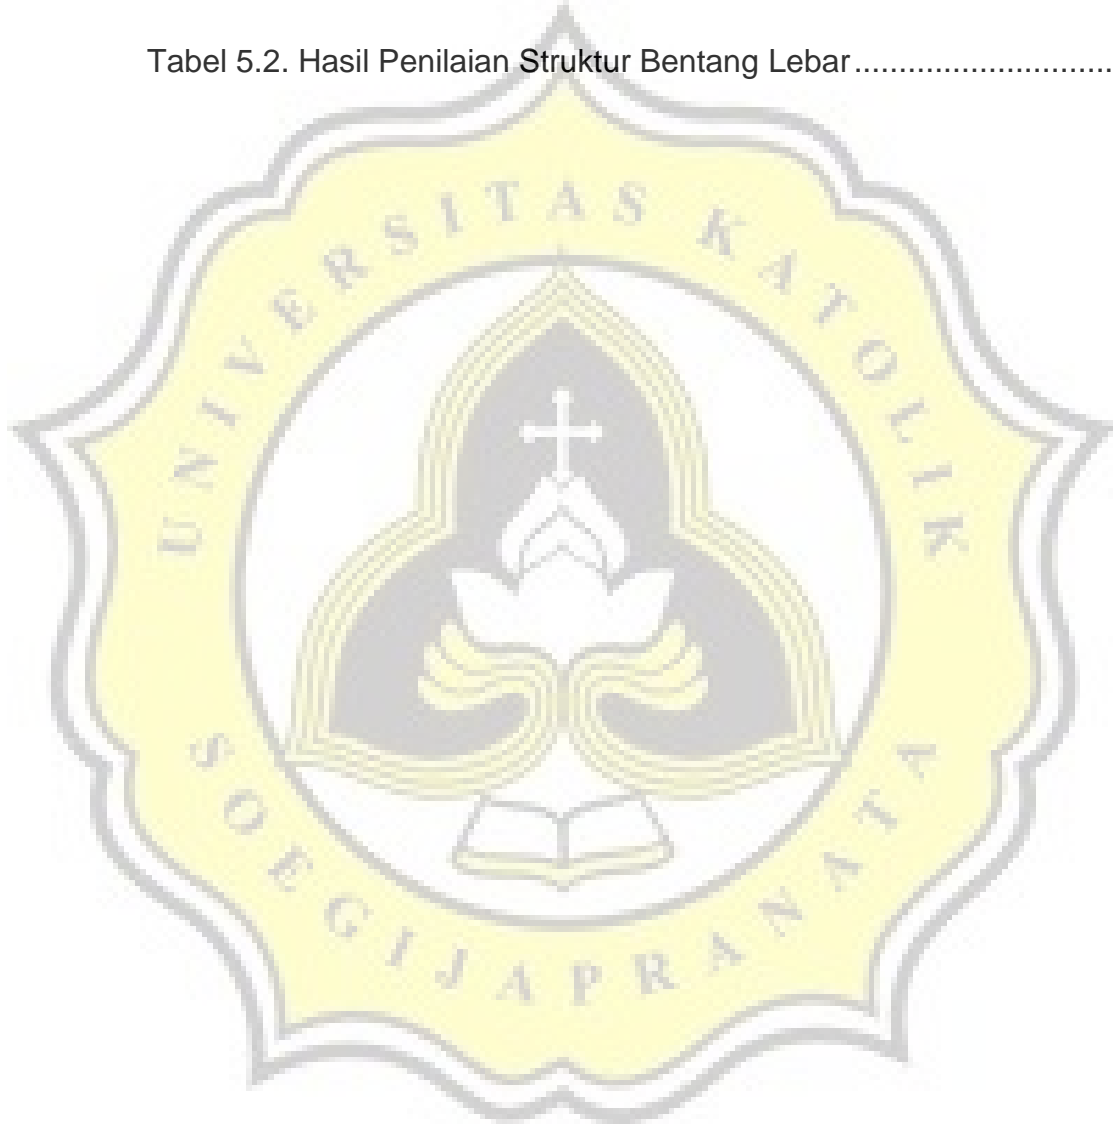 Tabel 5.2. Hasil Penilaian Struktur Bentang Lebar.............................
UNIVERSITAS KATOLIK
SOEGIJAPRANATA